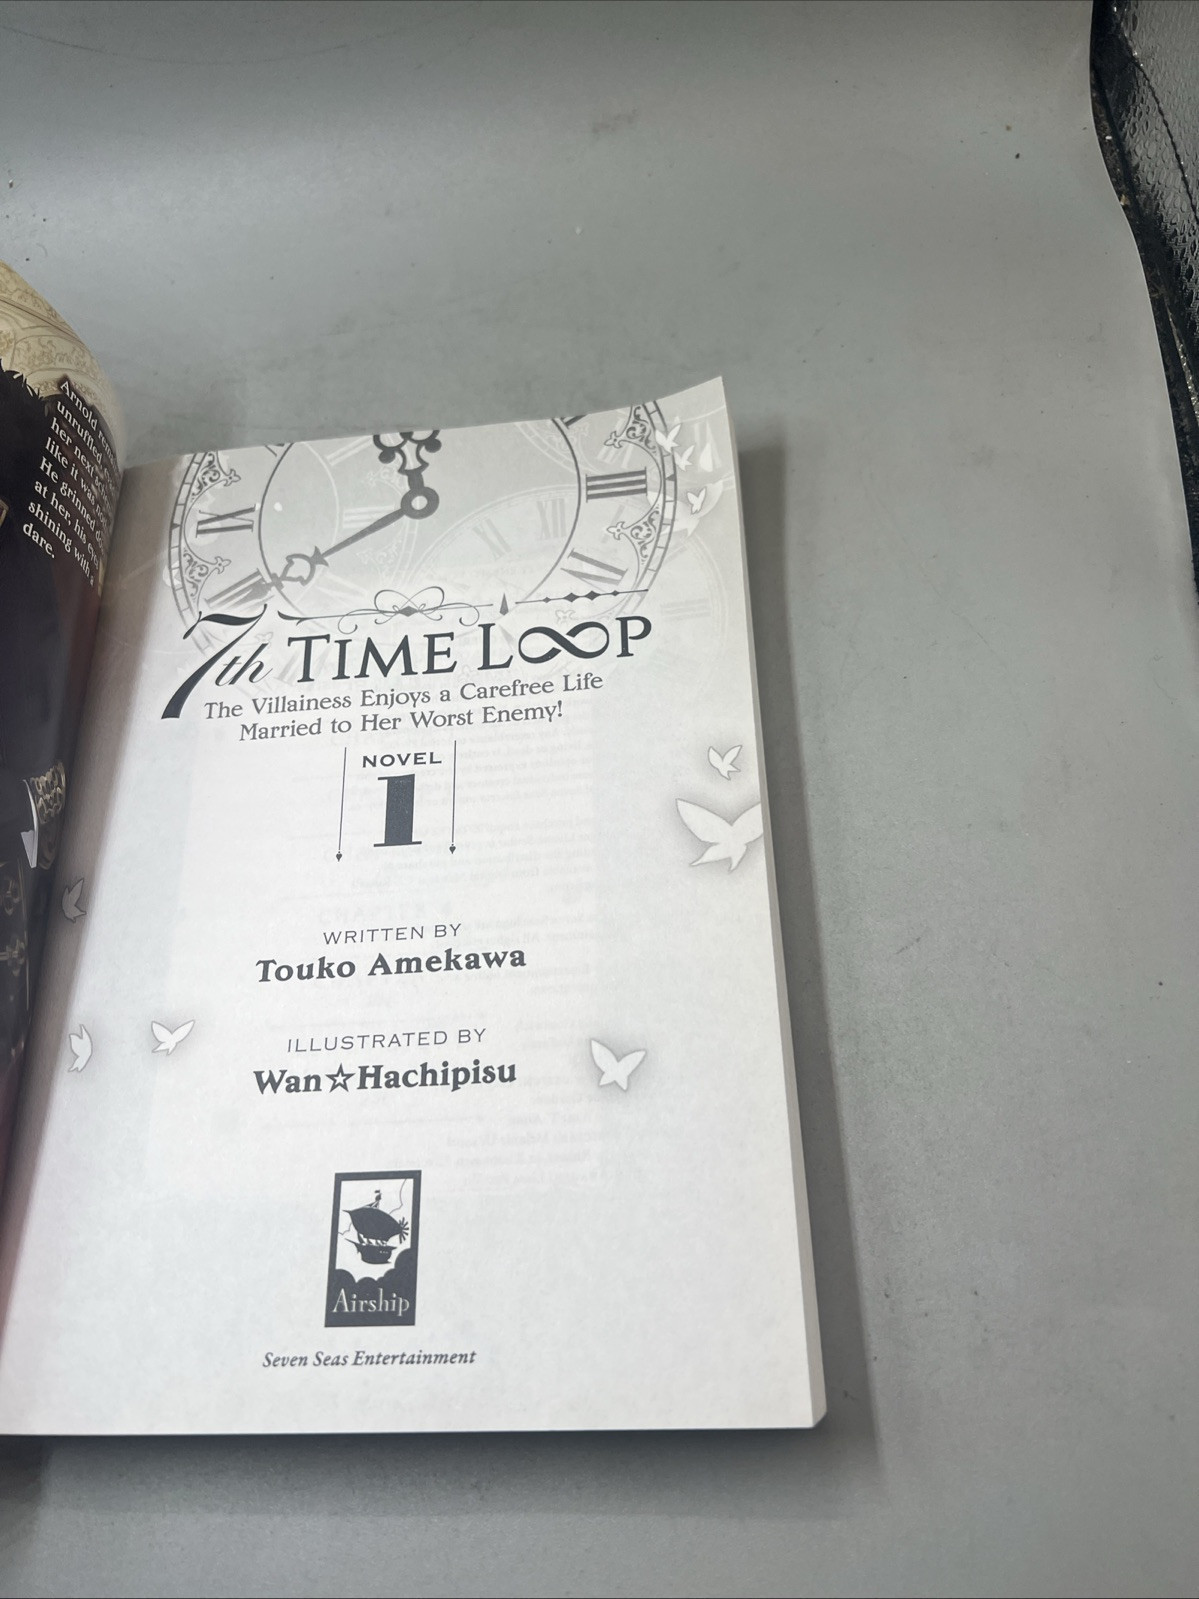 Arnold
unruffled,
her next
like it was
He grinned
at her, his eyes
shining with a
dare.
7th TIME LOOP
The Villainess Enjoys a Carefree Life
Married to Her Worst Enemy!
NOVEL
1
WRITTEN BY
Touko Amekawa
ILLUSTRATED BY
Wan☆Hachipisu
Airship
Seven Seas Entertainment